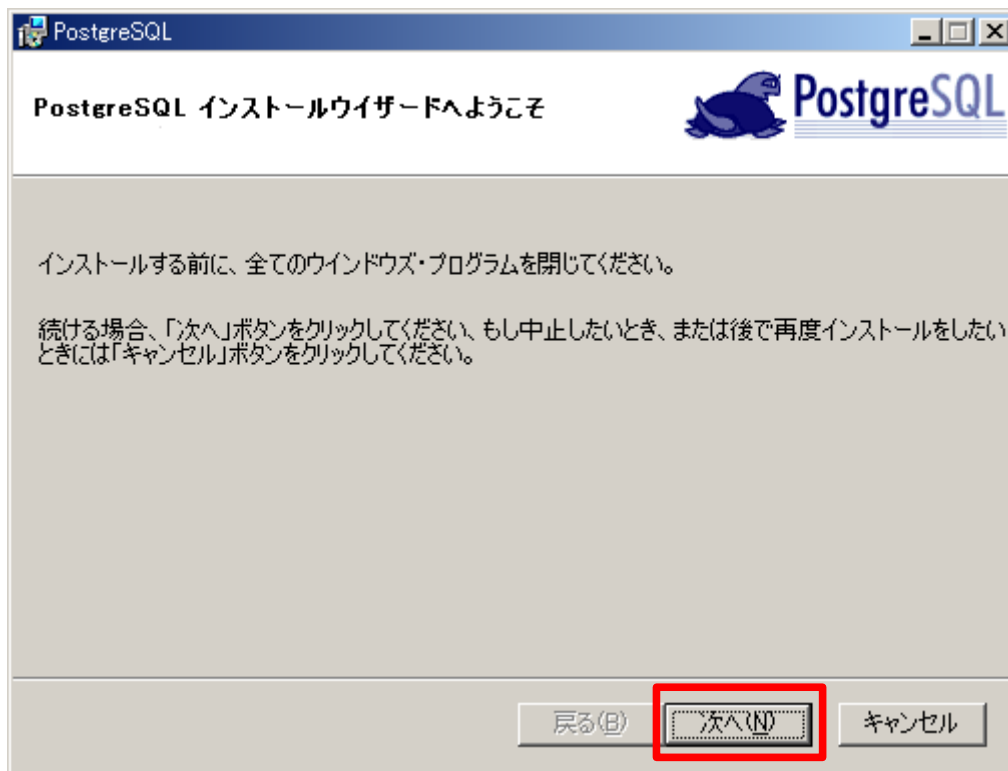 PostgreSQL
PostgreSQL インストールウィザードへようこそ
PostgreSQL
インストールする前に、全てのウインドウズ・プログラムを閉じてください。
続ける場合、「次へ」ボタンをクリックしてください、もし中止したいとき、または後で再度インストールをしたい
ときには「キャンセル」ボタンをクリックしてください。
戻る(B)
次へ(N)
キャンセル